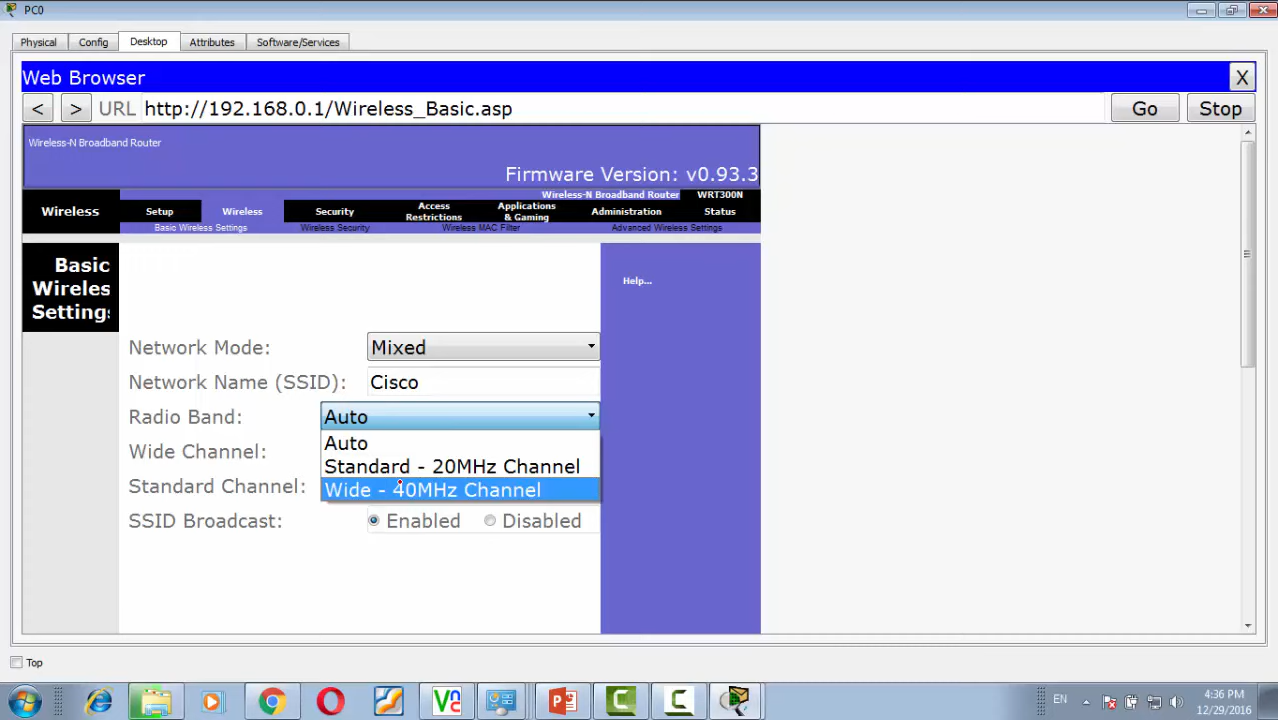 PC0
Physical Config Desktop Attributes Software/Services
Web Browser X
< > URL http://192.168.0.1/Wireless_Basic.asp Go Stop
Wireless-N Broadband Router
Firmware Version: v0.93.3
Wireless-N Broadband Router WRT300N
Wireless Setup Wireless Security Access Restrictions Applications & Gaming Administration Status
Basic Wireless Settings Wireless Security Wireless MAC Filter Advanced Wireless Settings
Basic
Wireles
Setting
Help...
Network Mode: Mixed
Network Name (SSID): Cisco
Radio Band: Auto
Auto
Wide Channel:
Standard - 20MHz Channel
Standard Channel:
Wide - 40MHz Channel
SSID Broadcast: Enabled Disabled
Top
EN 4:36 PM
12/29/2016